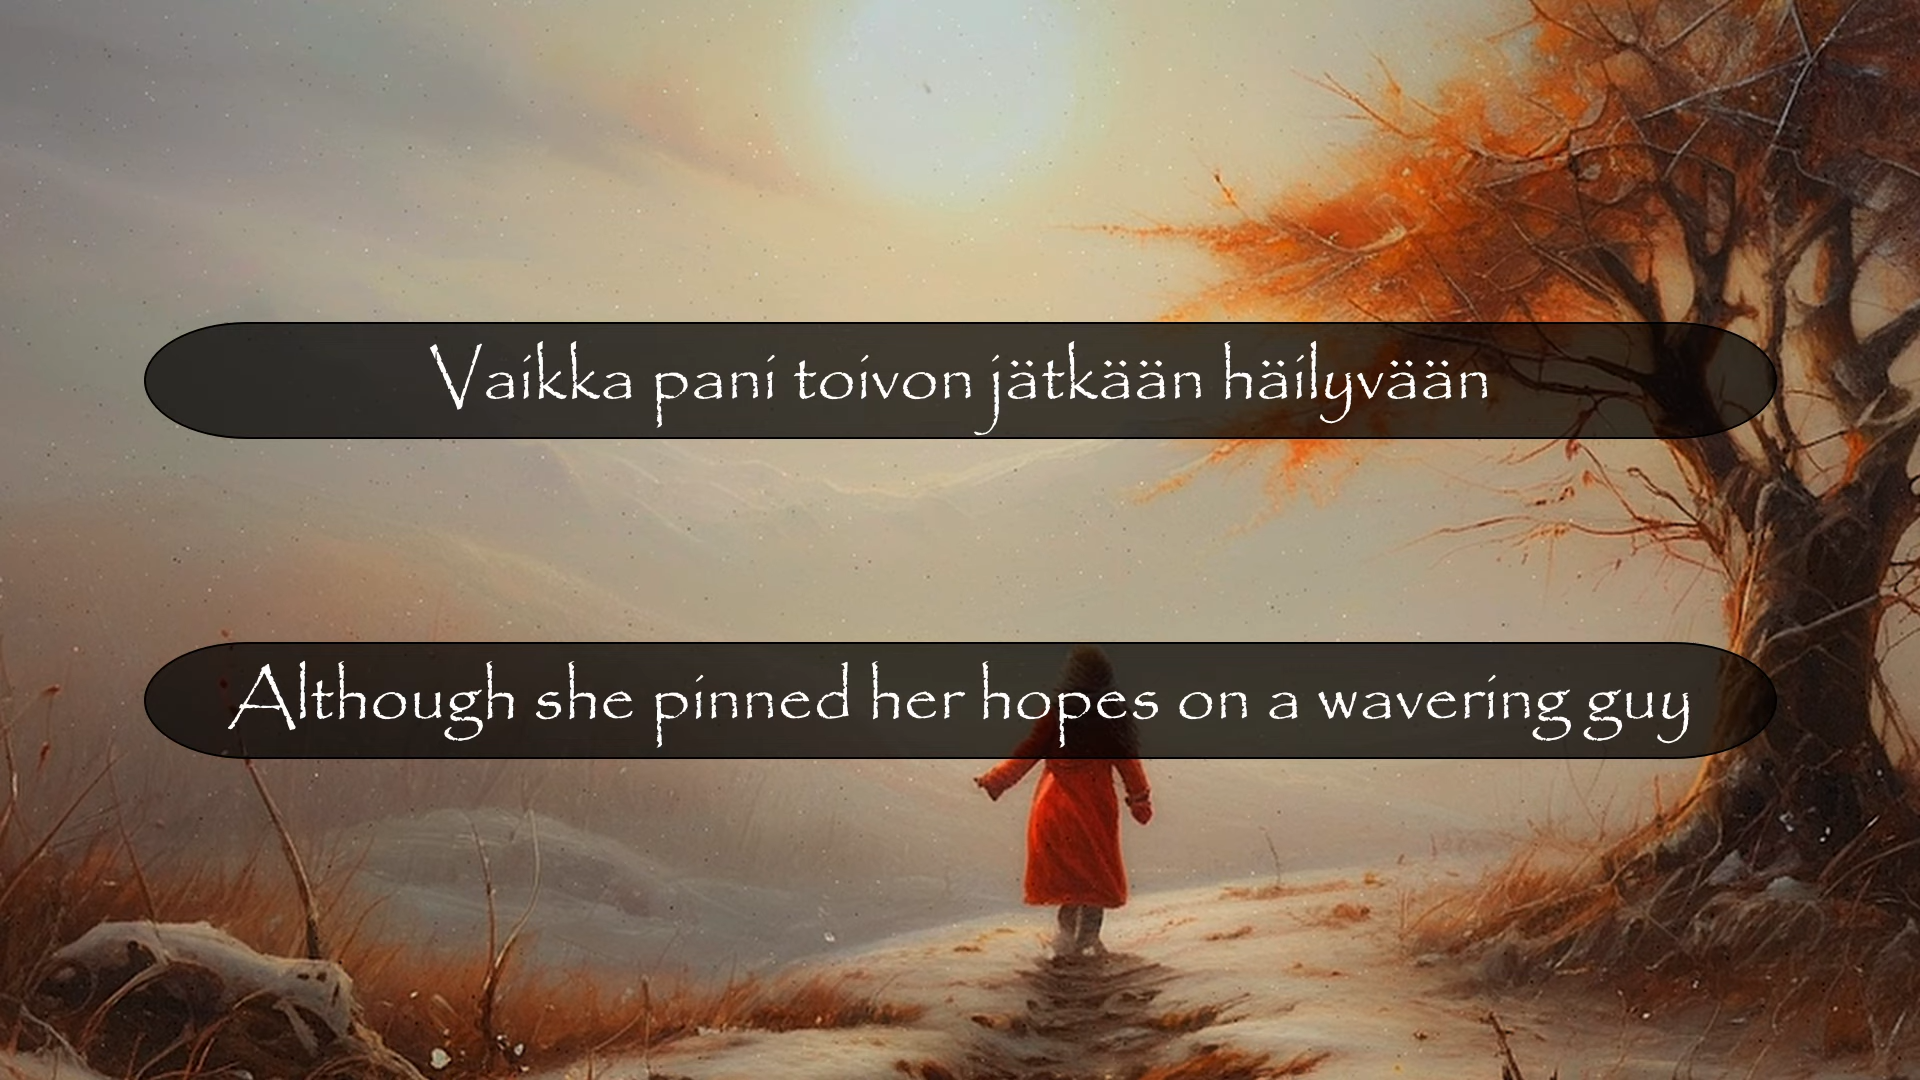 Vaikka pani toivon jätkään häilyvään
Although she pinned her hopes on a wavering guy